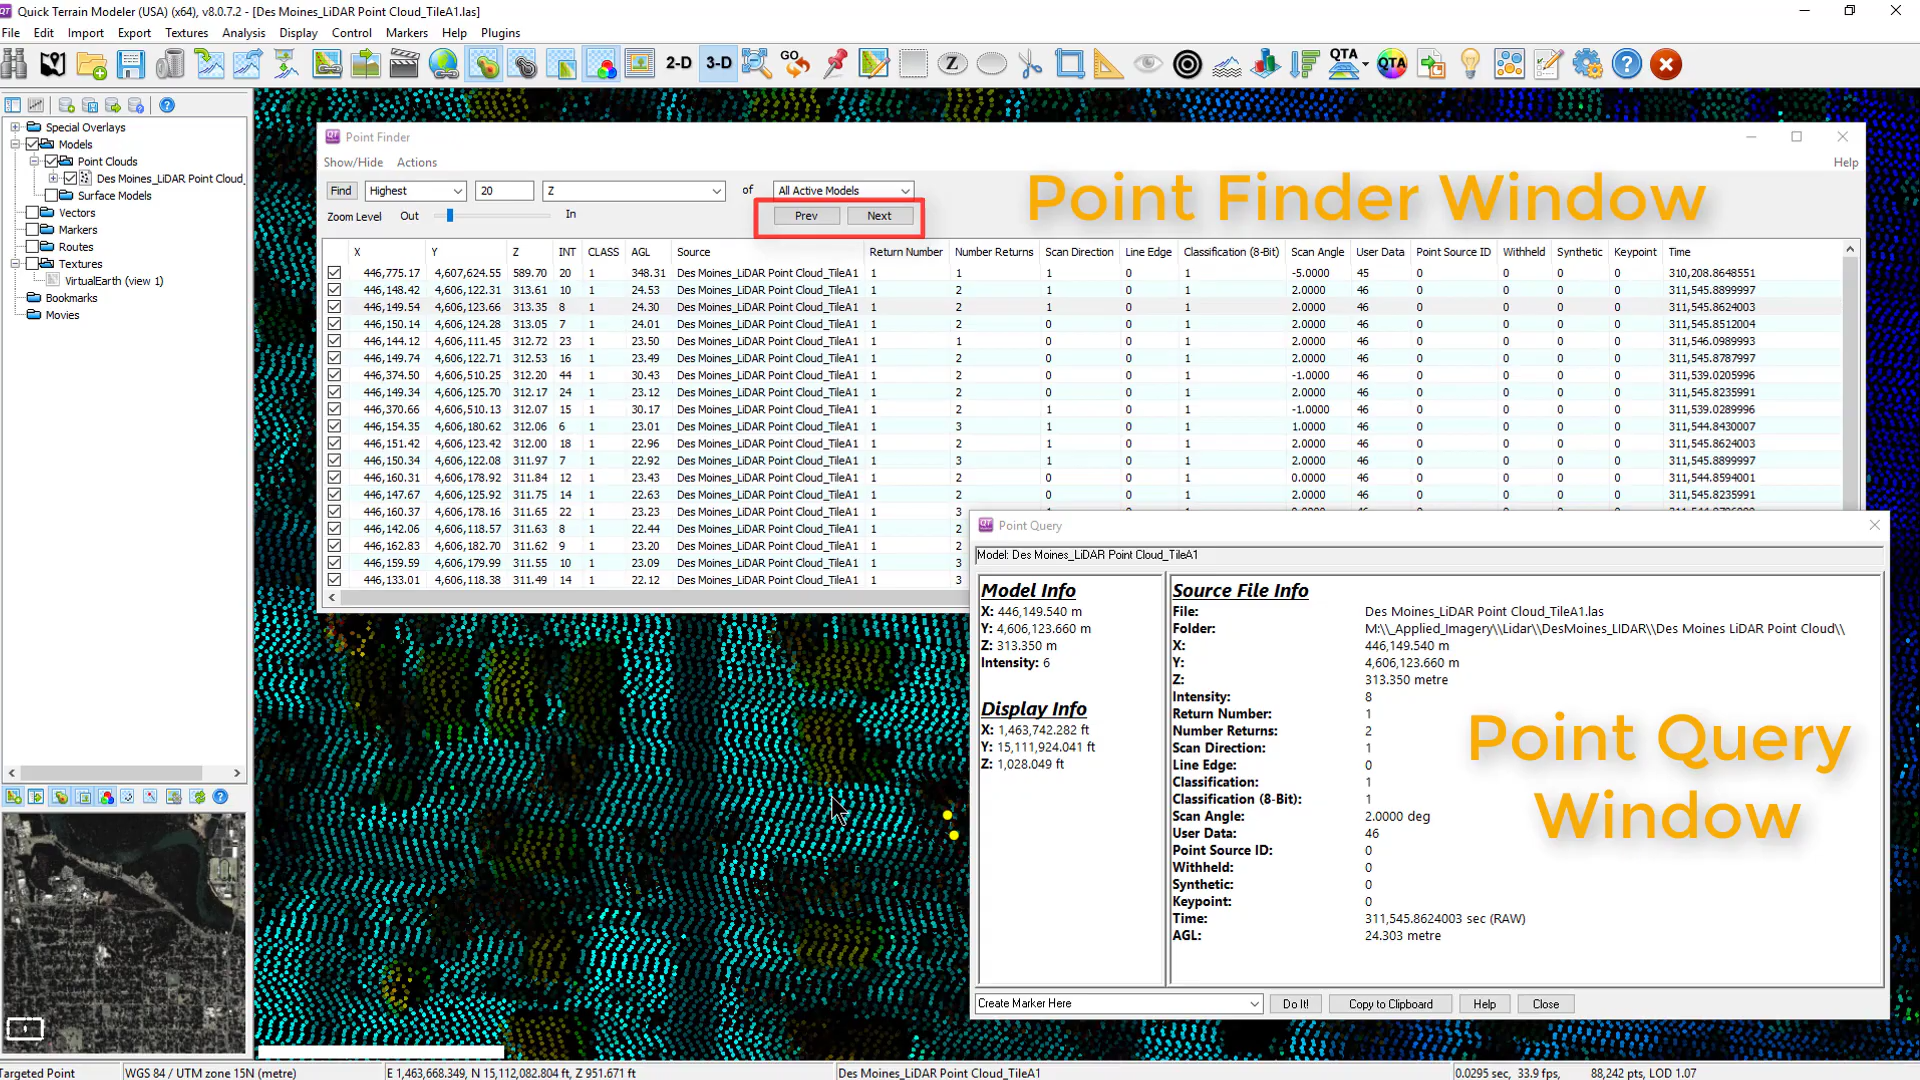 Quick Terrain Modeler (USA) (x64), v8.0.7.2 - [Des Moines_LiDAR Point Cloud_TileA1.las]
File Edit Import Export Textures Analysis Display Control Markers Help Plugins
2-D 3-D GO Z QTA QTA
Special Overlays
Models
Point Clouds
Des Moines_LiDAR Point Cloud_
Surface Models
Vectors
Markers
Routes
Textures
VirtualEarth (view 1)
Bookmarks
Movies
Point Finder
Show/Hide Actions Help
Find Highest 20 Z of All Active Models
Zoom Level Out In Prev Next
Point Finder Window
X Y Z INT CLASS AGL Source Return Number Number Returns Scan Direction Line Edge Classification (8-Bit) Scan Angle User Data Point Source ID Withheld Synthetic Keypoint Time
446,775.17 4,607,624.55 589.70 20 1 348.31 Des Moines_LiDAR Point Cloud_TileA1 1 1 1 0 1 -5.0000 45 0 0 0 0 310,208.8648551
446,148.42 4,606,122.31 313.61 10 1 24.53 Des Moines_LiDAR Point Cloud_TileA1 1 2 1 0 1 2.0000 46 0 0 0 0 311,545.8899997
446,149.54 4,606,123.66 313.35 8 1 24.30 Des Moines_LiDAR Point Cloud_TileA1 1 2 1 0 1 2.0000 46 0 0 0 0 311,545.8624003
446,150.14 4,606,124.28 313.05 7 1 24.01 Des Moines_LiDAR Point Cloud_TileA1 1 2 0 0 1 2.0000 46 0 0 0 0 311,545.8512004
446,144.12 4,606,111.45 312.72 23 1 23.50 Des Moines_LiDAR Point Cloud_TileA1 1 1 0 0 1 2.0000 46 0 0 0 0 311,546.0989993
446,149.74 4,606,122.71 312.53 16 1 23.49 Des Moines_LiDAR Point Cloud_TileA1 1 2 0 0 1 2.0000 46 0 0 0 0 311,545.8787997
446,374.50 4,606,510.25 312.20 44 1 30.43 Des Moines_LiDAR Point Cloud_TileA1 1 2 0 0 1 -1.0000 46 0 0 0 0 311,539.0205996
446,149.34 4,606,125.70 312.17 24 1 23.12 Des Moines_LiDAR Point Cloud_TileA1 1 2 0 0 1 2.0000 46 0 0 0 0 311,545.8235991
446,370.66 4,606,510.13 312.07 15 1 30.17 Des Moines_LiDAR Point Cloud_TileA1 1 2 1 0 1 -1.0000 46 0 0 0 0 311,539.0289996
446,154.35 4,606,180.62 312.06 6 1 23.01 Des Moines_LiDAR Point Cloud_TileA1 1 3 0 0 1 1.0000 46 0 0 0 0 311,544.8430007
446,151.42 4,606,123.42 312.00 18 1 22.96 Des Moines_LiDAR Point Cloud_TileA1 1 2 1 0 1 2.0000 46 0 0 0 0 311,545.8624003
446,150.34 4,606,122.08 311.97 7 1 22.92 Des Moines_LiDAR Point Cloud_TileA1 1 3 1 0 1 2.0000 46 0 0 0 0 311,545.8899997
446,160.31 4,606,178.92 311.84 12 1 23.43 Des Moines_LiDAR Point Cloud_TileA1 1 2 0 0 1 0.0000 46 0 0 0 0 311,544.8594001
446,147.67 4,606,125.92 311.75 14 1 22.63 Des Moines_LiDAR Point Cloud_TileA1 1 2 0 0 1 2.0000 46 0 0 0 0 311,545.8235991
446,160.37 4,606,178.16 311.65 22 1 23.23 Des Moines_LiDAR Point Cloud_TileA1 1 3
446,142.06 4,606,118.57 311.63 8 1 22.44 Des Moines_LiDAR Point Cloud_TileA1 1 2
446,162.83 4,606,182.70 311.62 9 1 23.20 Des Moines_LiDAR Point Cloud_TileA1 1 3
446,159.59 4,606,179.99 311.55 10 1 23.09 Des Moines_LiDAR Point Cloud_TileA1 1 3
446,133.01 4,606,118.38 311.49 14 1 22.12 Des Moines_LiDAR Point Cloud_TileA1 1 3
Point Query
Model: Des Moines_LiDAR Point Cloud_TileA1
Model Info
X: 446,149.540 m
Y: 4,606,123.660 m
Z: 313.350 m
Intensity: 6
Display Info
X: 1,463,742.282 ft
Y: 15,111,924.041 ft
Z: 1,028.049 ft
Source File Info
File: Des Moines_LiDAR Point Cloud_TileA1.las
Folder: M:\\_Applied_Imagery\\Lidar\\DesMoines_LIDAR\\Des Moines LiDAR Point Cloud\\
X: 446,149.540 m
Y: 4,606,123.660 m
Z: 313.350 metre
Intensity: 8
Return Number: 1
Number Returns: 2
Scan Direction: 1
Line Edge: 0
Classification: 1
Classification (8-Bit): 1
Scan Angle: 2.0000 deg
User Data: 46
Point Source ID: 0
Withheld: 0
Synthetic: 0
Keypoint: 0
Time: 311,545.8624003 sec (RAW)
AGL: 24.303 metre
Point Query
Window
Create Marker Here Do It! Copy to Clipboard Help Close
Targeted Point WGS 84 / UTM zone 15N (metre) E 1,463,668.349, N 15,112,082.804 ft, Z 951.671 ft Des Moines_LiDAR Point Cloud_TileA1 0.0295 sec, 33.9 fps, 88,242 pts, LOD 1.07